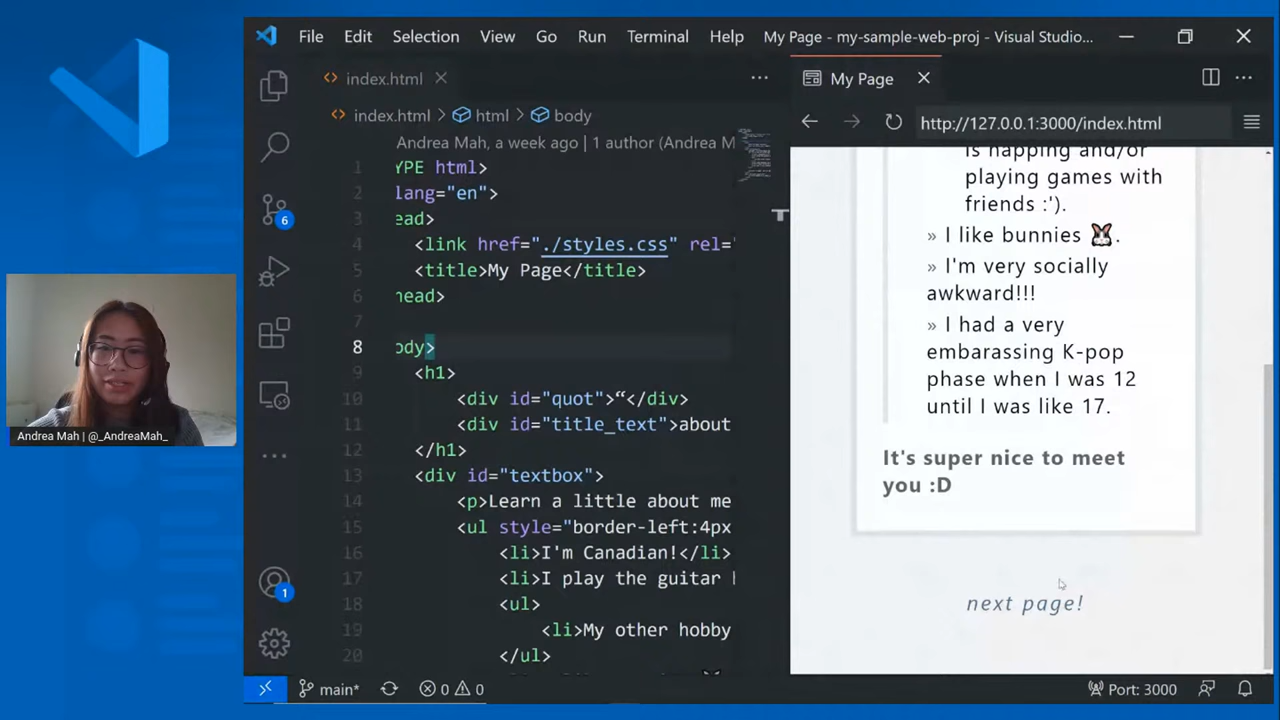 File Edit Selection View Go Run Terminal Help My Page - my-sample-web-proj - Visual Studio...
index.html
index.html > html > body
Andrea Mah, a week ago | 1 author (Andrea M
1 YPE html>
2 lang="en">
3 ead>
4 <link href="./styles.css" rel='
5 <title>My Page</title>
6 head>
7
8 ody>
9 <h1>
10 <div id="quot">“</div>
11 <div id="title_text">about
12 </h1>
13 <div id="textbox">
14 <p>Learn a little about me
15 <ul style="border-left:4px
16 <li>I'm Canadian!</li>
17 <li>I play the guitar
18 <ul>
19 <li>My other hobby
20 </ul>
6
1
My Page
http://127.0.0.1:3000/index.html
is napping and/or
playing games with
friends :').
» I like bunnies 🐰.
» I'm very socially
awkward!!!
» I had a very
embarassing K-pop
phase when I was 12
until I was like 17.
It's super nice to meet
you :D
next page!
Andrea Mah | @_AndreaMah_
main* 0 0 Port: 3000